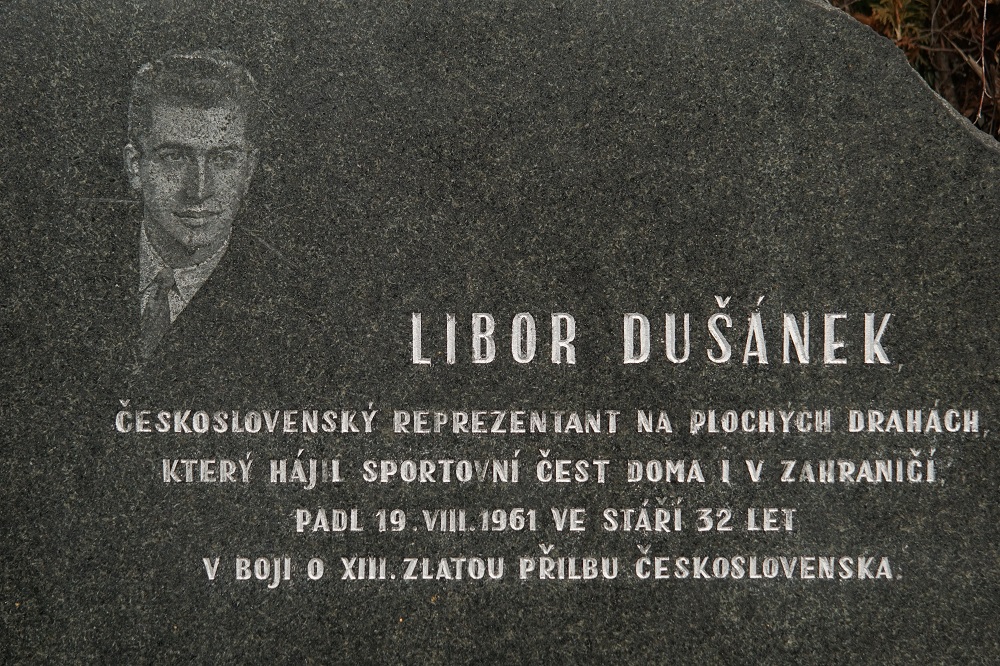 LIBOR DUŠÁNEK,
ČESKOSLOVENSKÝ REPREZENTANT NA PLOCHÝCH DRAHÁCH,
KTERÝ HÁJIL SPORTOVNÍ ČEST DOMA I V ZAHRANIČÍ,
PADL 19.VIII.1961 VE STÁŘÍ 32 LET
V BOJI O XIII. ZLATOU PŘILBU ČESKOSLOVENSKA.